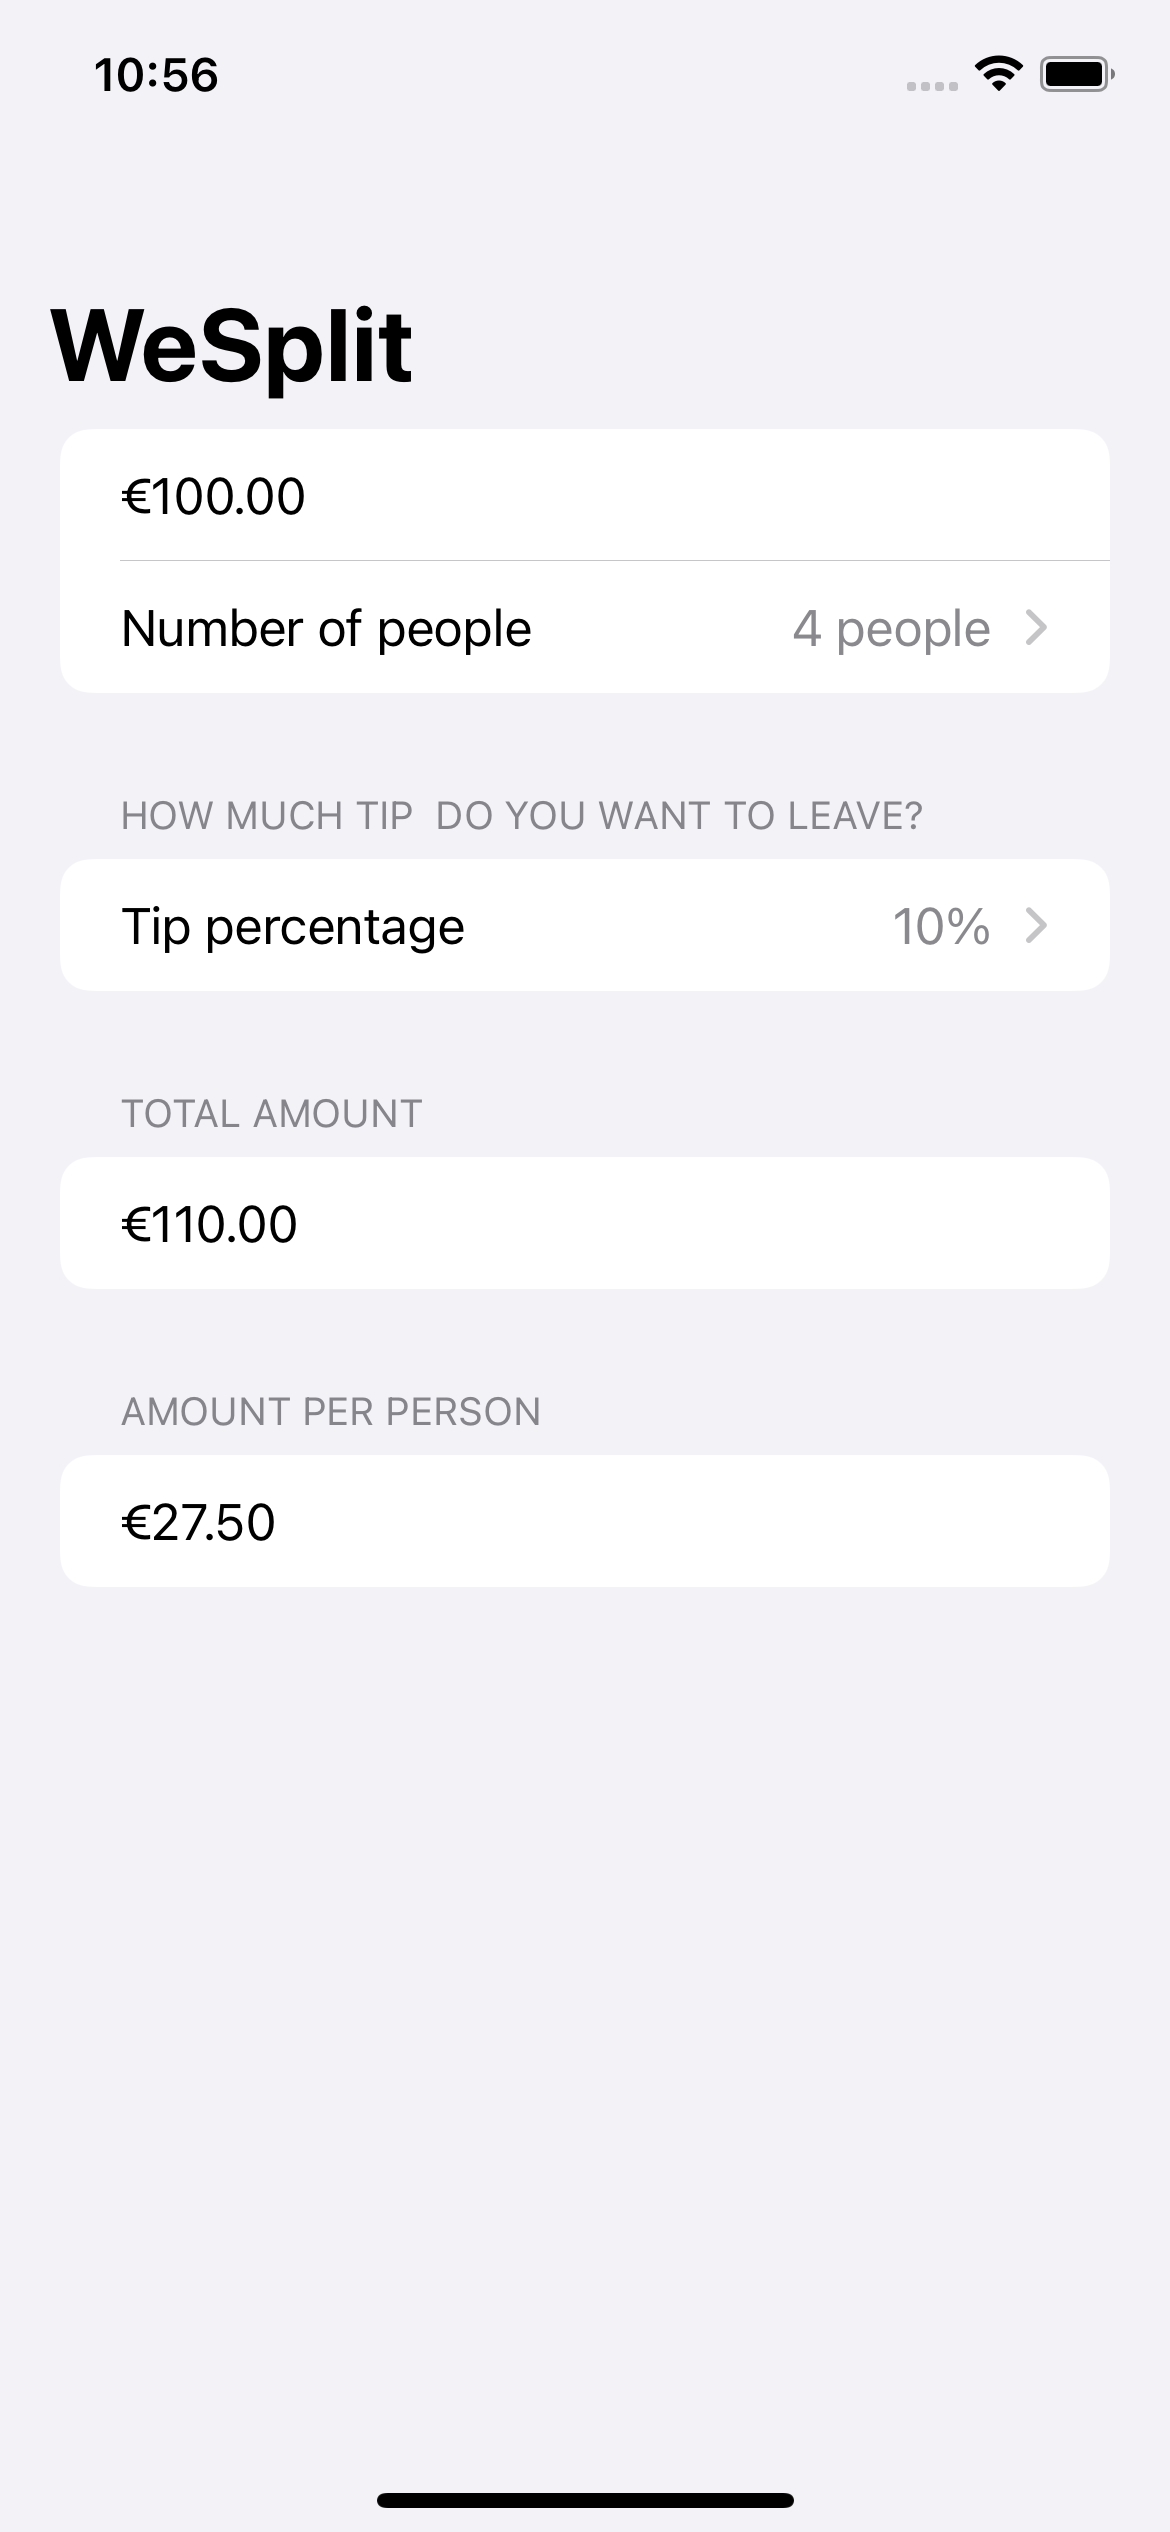 10:56
WeSplit
€100.00
Number of people 4 people
HOW MUCH TIP  DO YOU WANT TO LEAVE?
Tip percentage 10%
TOTAL AMOUNT
€110.00
AMOUNT PER PERSON
€27.50